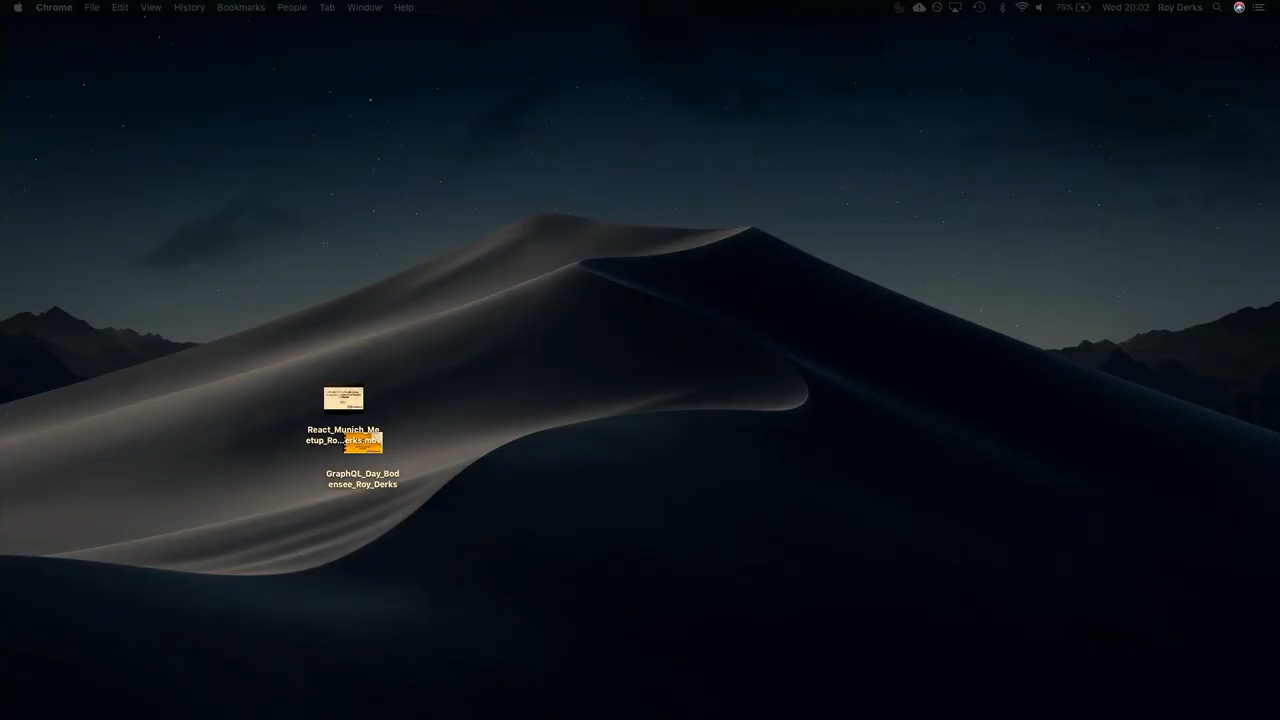 Chrome File Edit View History Bookmarks People Tab Window Help 75% Wed 20:02 Roy Derks
React_Munich_Me
etup_Ro...erks.mov
GraphQL_Day_Bod
ensee_Roy_Derks